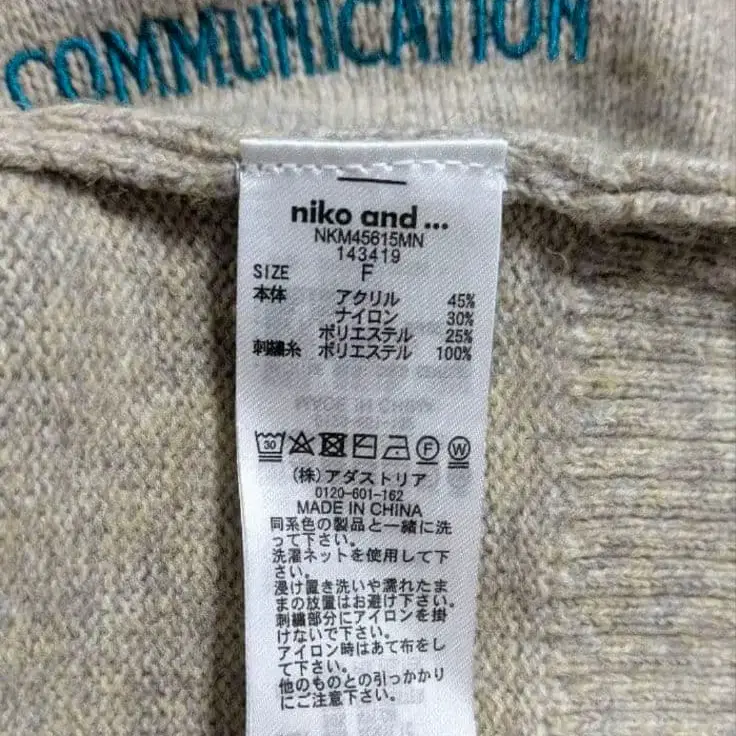 COMMUNICATION
niko and ...
NKM45615MN
143419
SIZE F
本体 アクリル 45%
ナイロン 30%
ポリエステル 25%
刺繍糸 ポリエステル 100%
30 F W
(株)アダストリア
0120-601-162
MADE IN CHINA
同系色の製品と一緒に洗
って下さい。
洗濯ネットを使用して下
さい。
浸け置き洗いや濡れたま
まの放置はお避け下さい。
刺繍部分にアイロンを掛
けないで下さい。
アイロン時はあて布をし
て下さい。
他のものとの引っかかり
にご注意下さい。